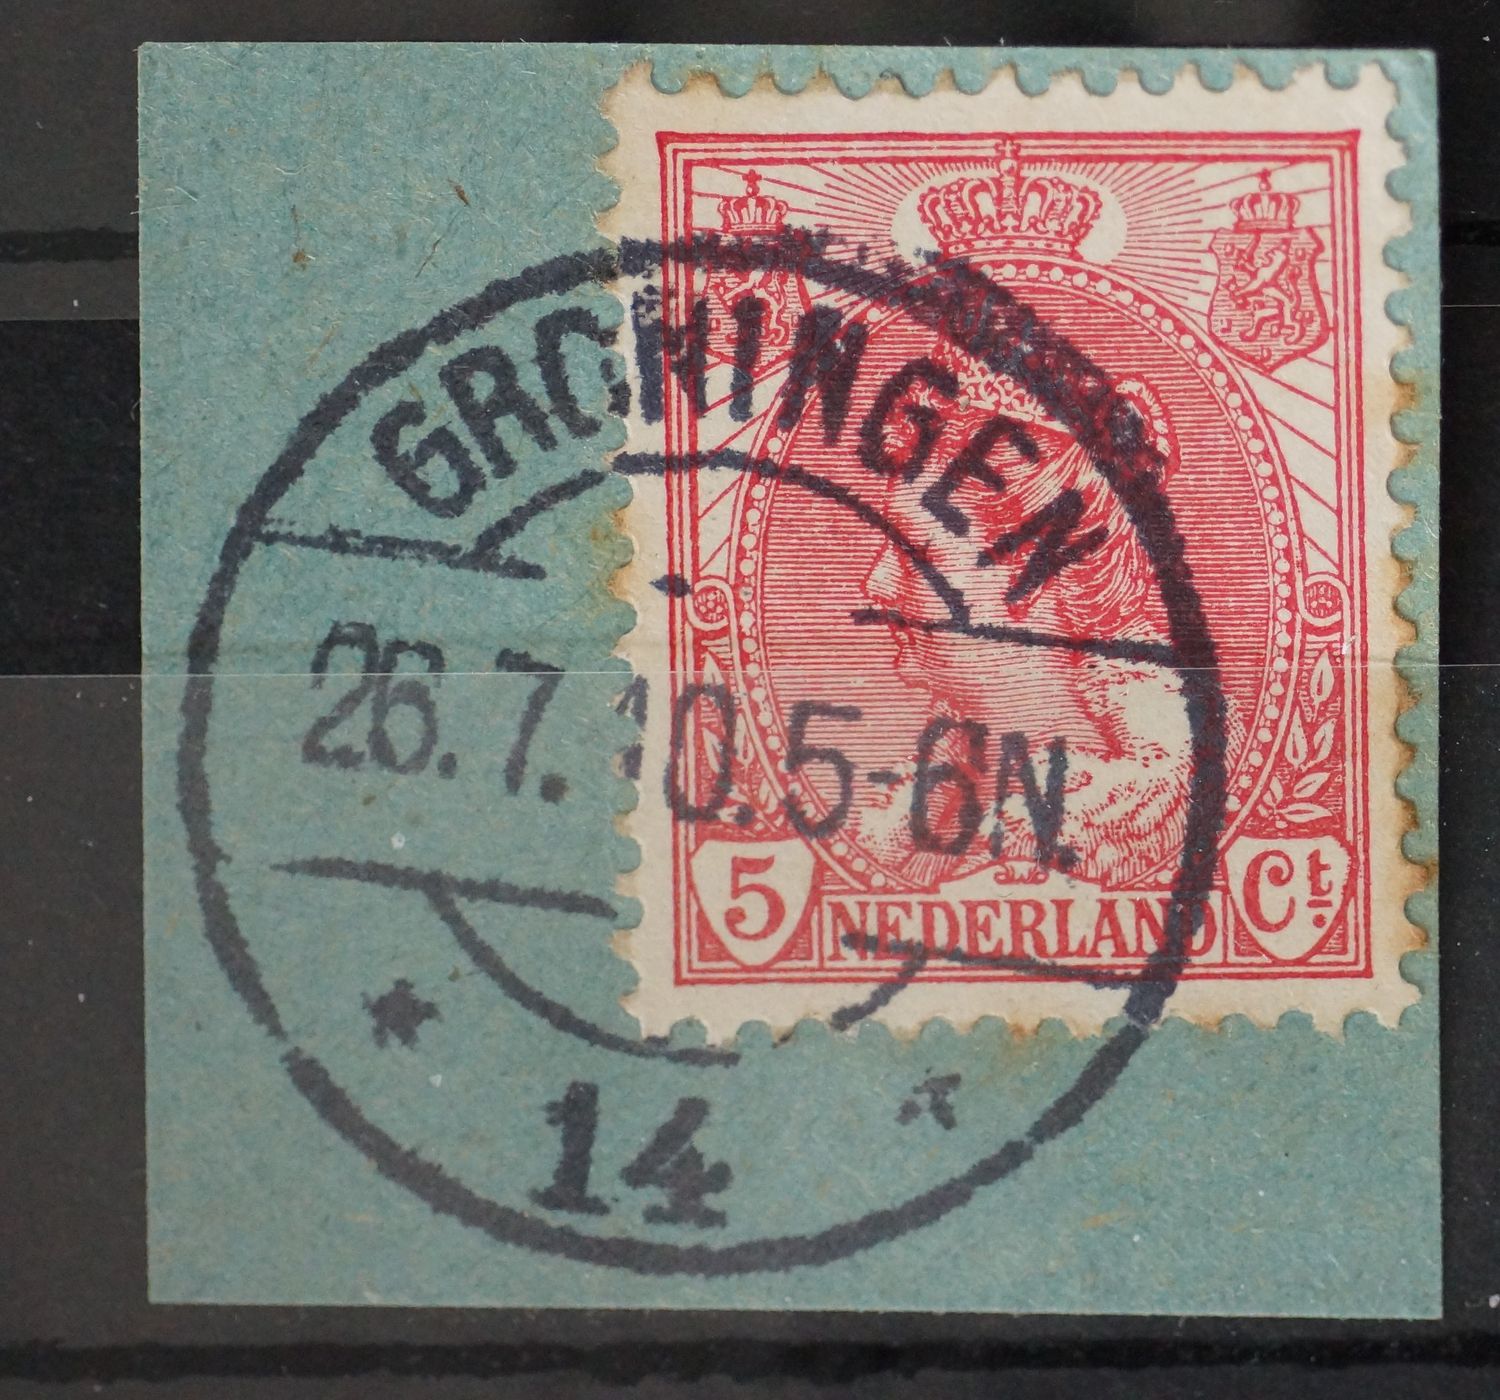 GRONINGEN
26.7.10.5-6N.
5 NEDERLAND Ct.
14